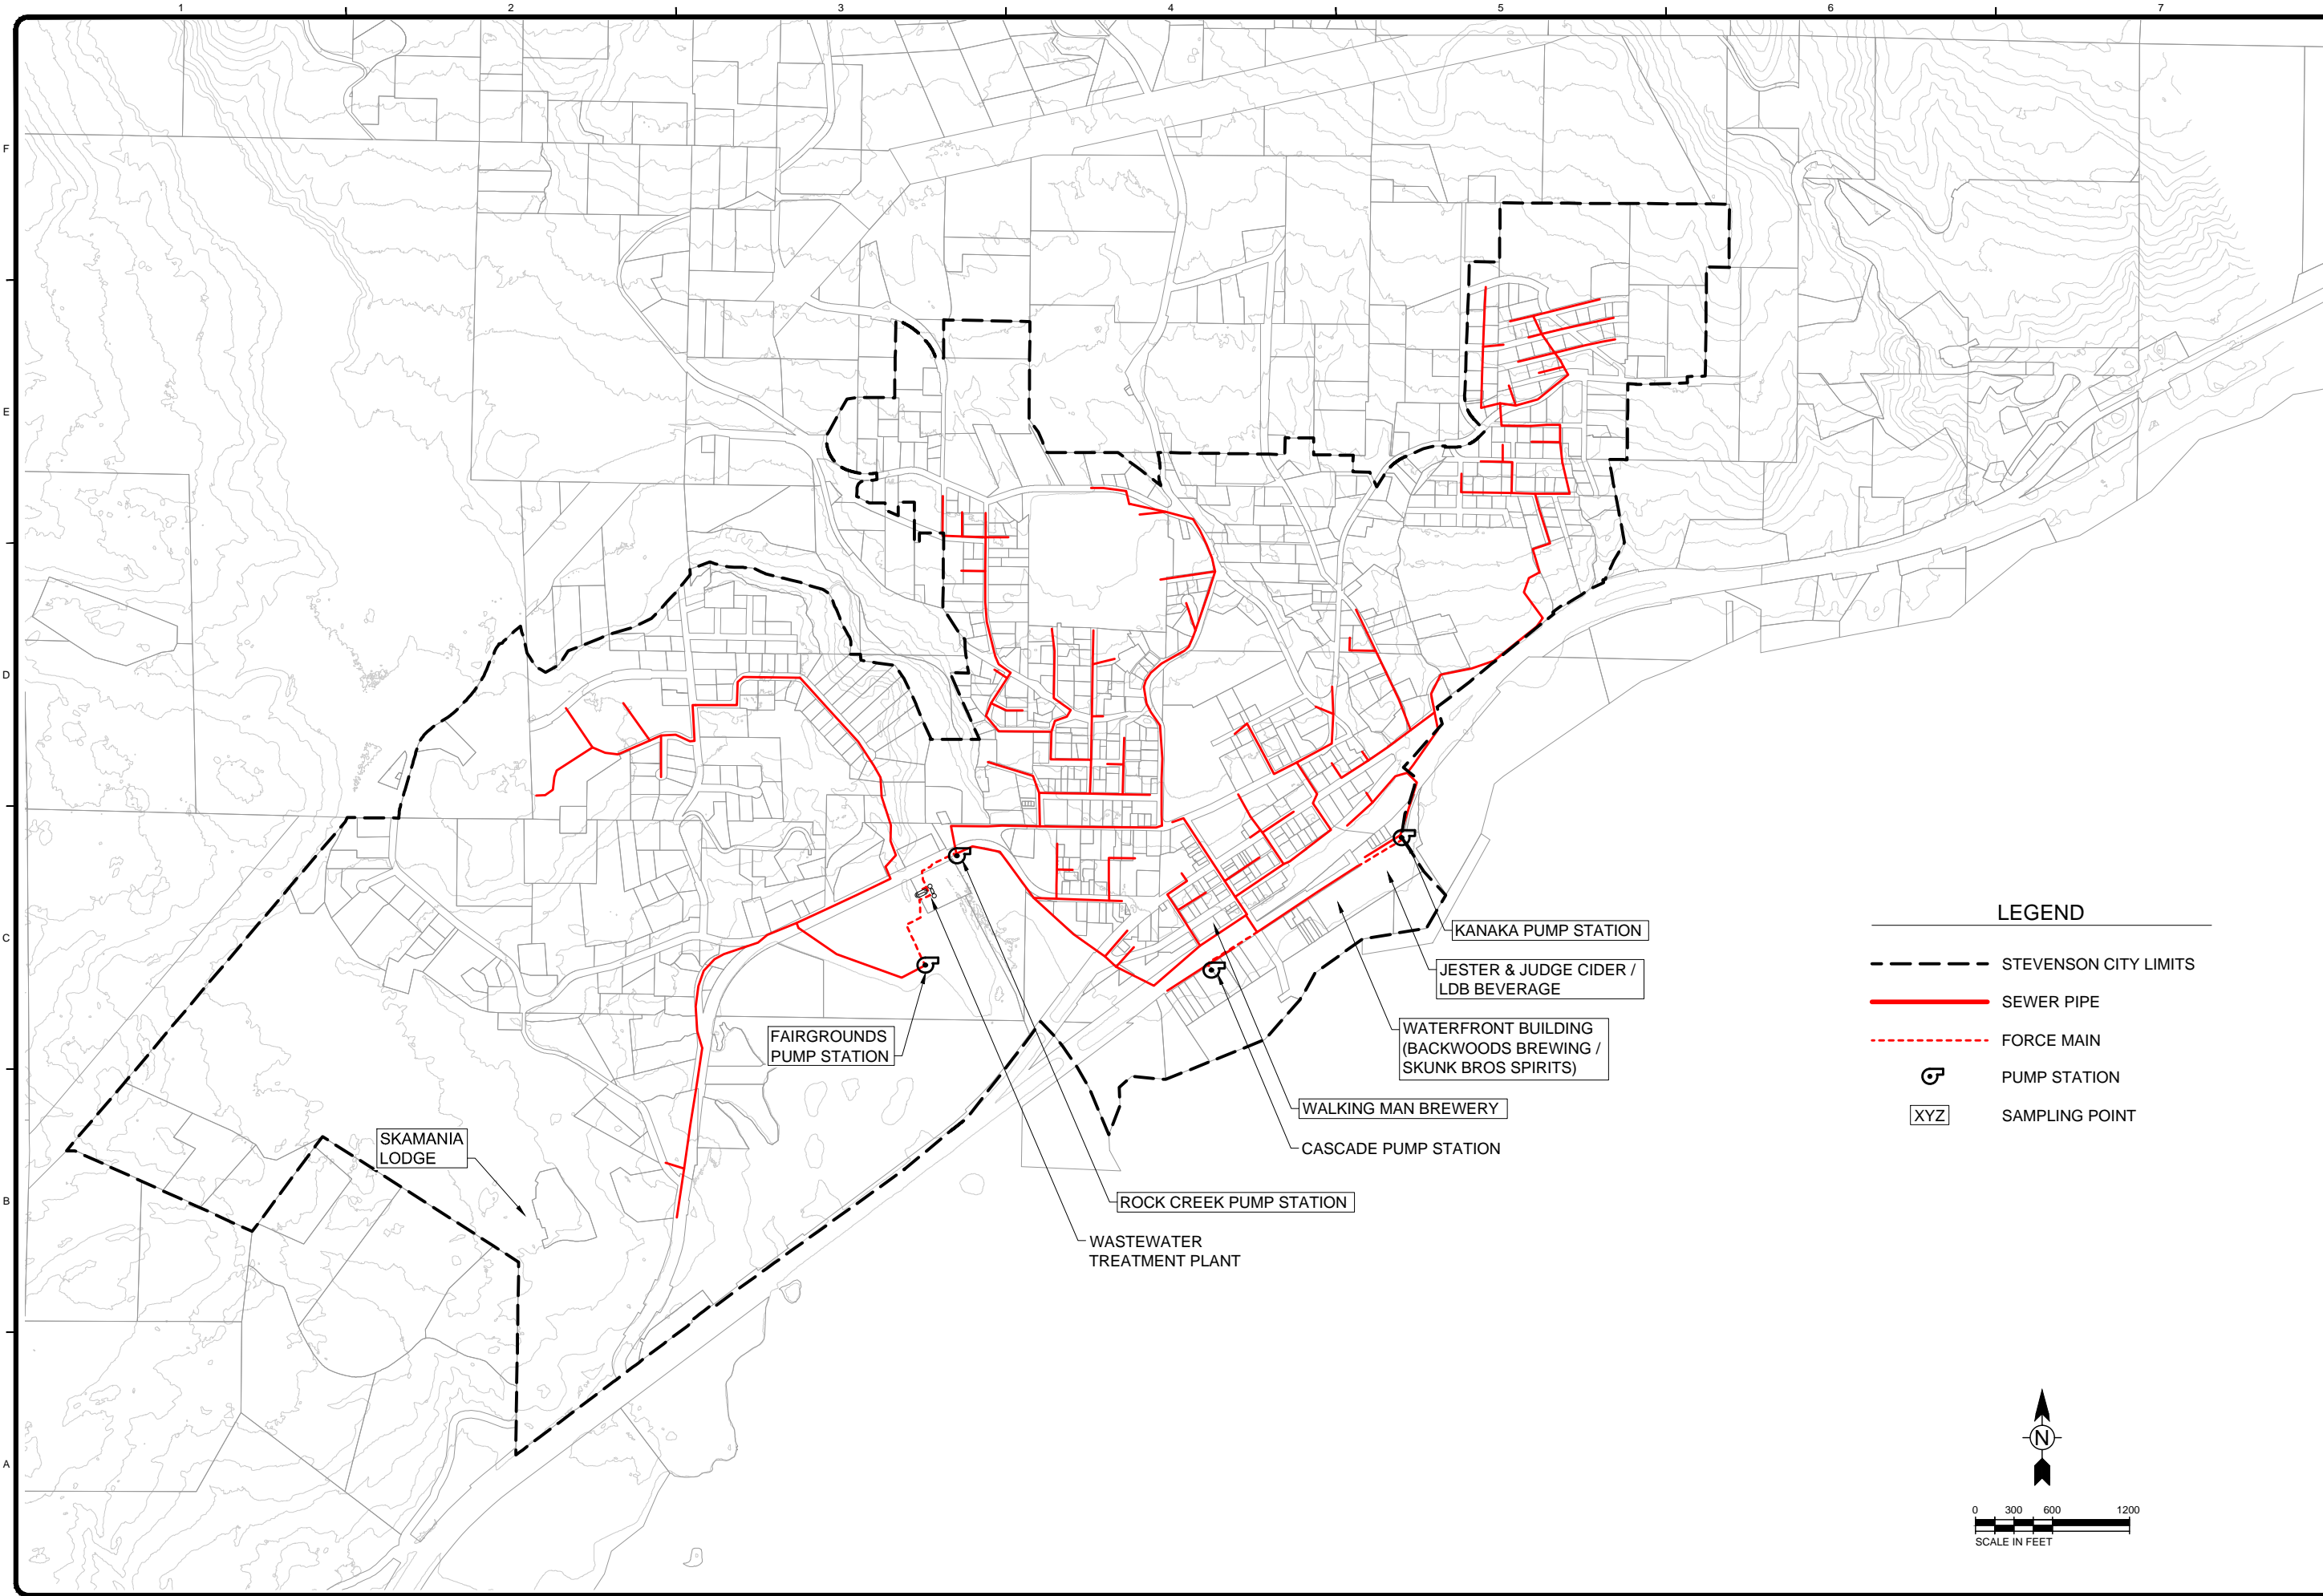 1 2 3 4 5 6 7
F
E
D
C
B
A
KANAKA PUMP STATION
JESTER & JUDGE CIDER /
LDB BEVERAGE
WATERFRONT BUILDING
(BACKWOODS BREWING /
SKUNK BROS SPIRITS)
FAIRGROUNDS
PUMP STATION
WALKING MAN BREWERY
CASCADE PUMP STATION
SKAMANIA
LODGE
ROCK CREEK PUMP STATION
WASTEWATER
TREATMENT PLANT
LEGEND
STEVENSON CITY LIMITS
SEWER PIPE
FORCE MAIN
PUMP STATION
XYZ SAMPLING POINT
N
0 300 600 1200
SCALE IN FEET